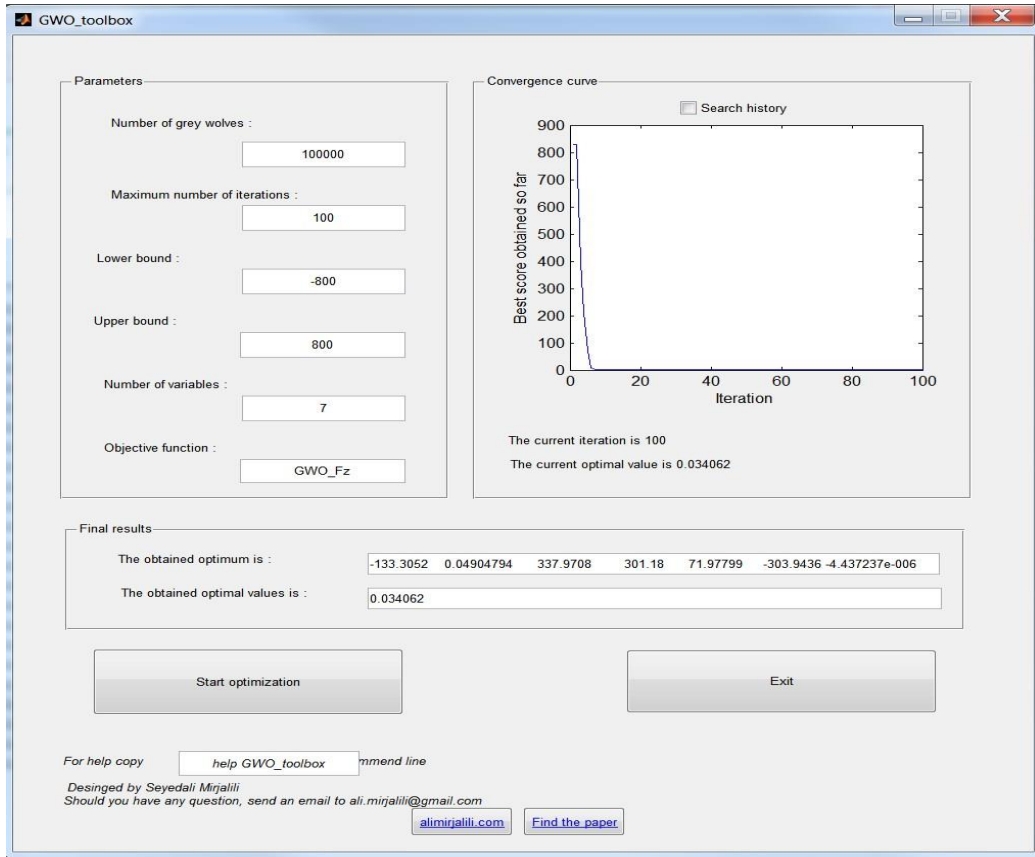 GWO_toolbox
Parameters
Number of grey wolves :
100000
Maximum number of iterations :
100
Lower bound :
-800
Upper bound :
800
Number of variables :
7
Objective function :
GWO_Fz
Convergence curve
Search history
900
800
700
600
500
400
300
200
100
0
Best score obtained so far
0 20 40 60 80 100
Iteration
The current iteration is 100
The current optimal value is 0.034062
Final results
The obtained optimum is :
-133.3052 0.04904794 337.9708 301.18 71.97799 -303.9436 -4.437237e-006
The obtained optimal values is :
0.034062
Start optimization
Exit
For help copy help GWO_toolbox mmend line
Desinged by Seyedali Mirjalili
Should you have any question, send an email to ali.mirjalili@gmail.com
alimirjalili.com
Find the paper